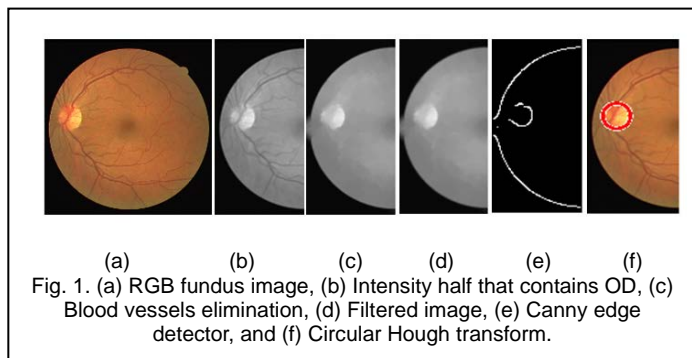 (a) (b) (c) (d) (e) (f)
Fig. 1. (a) RGB fundus image, (b) Intensity half that contains OD, (c)
Blood vessels elimination, (d) Filtered image, (e) Canny edge
detector, and (f) Circular Hough transform.